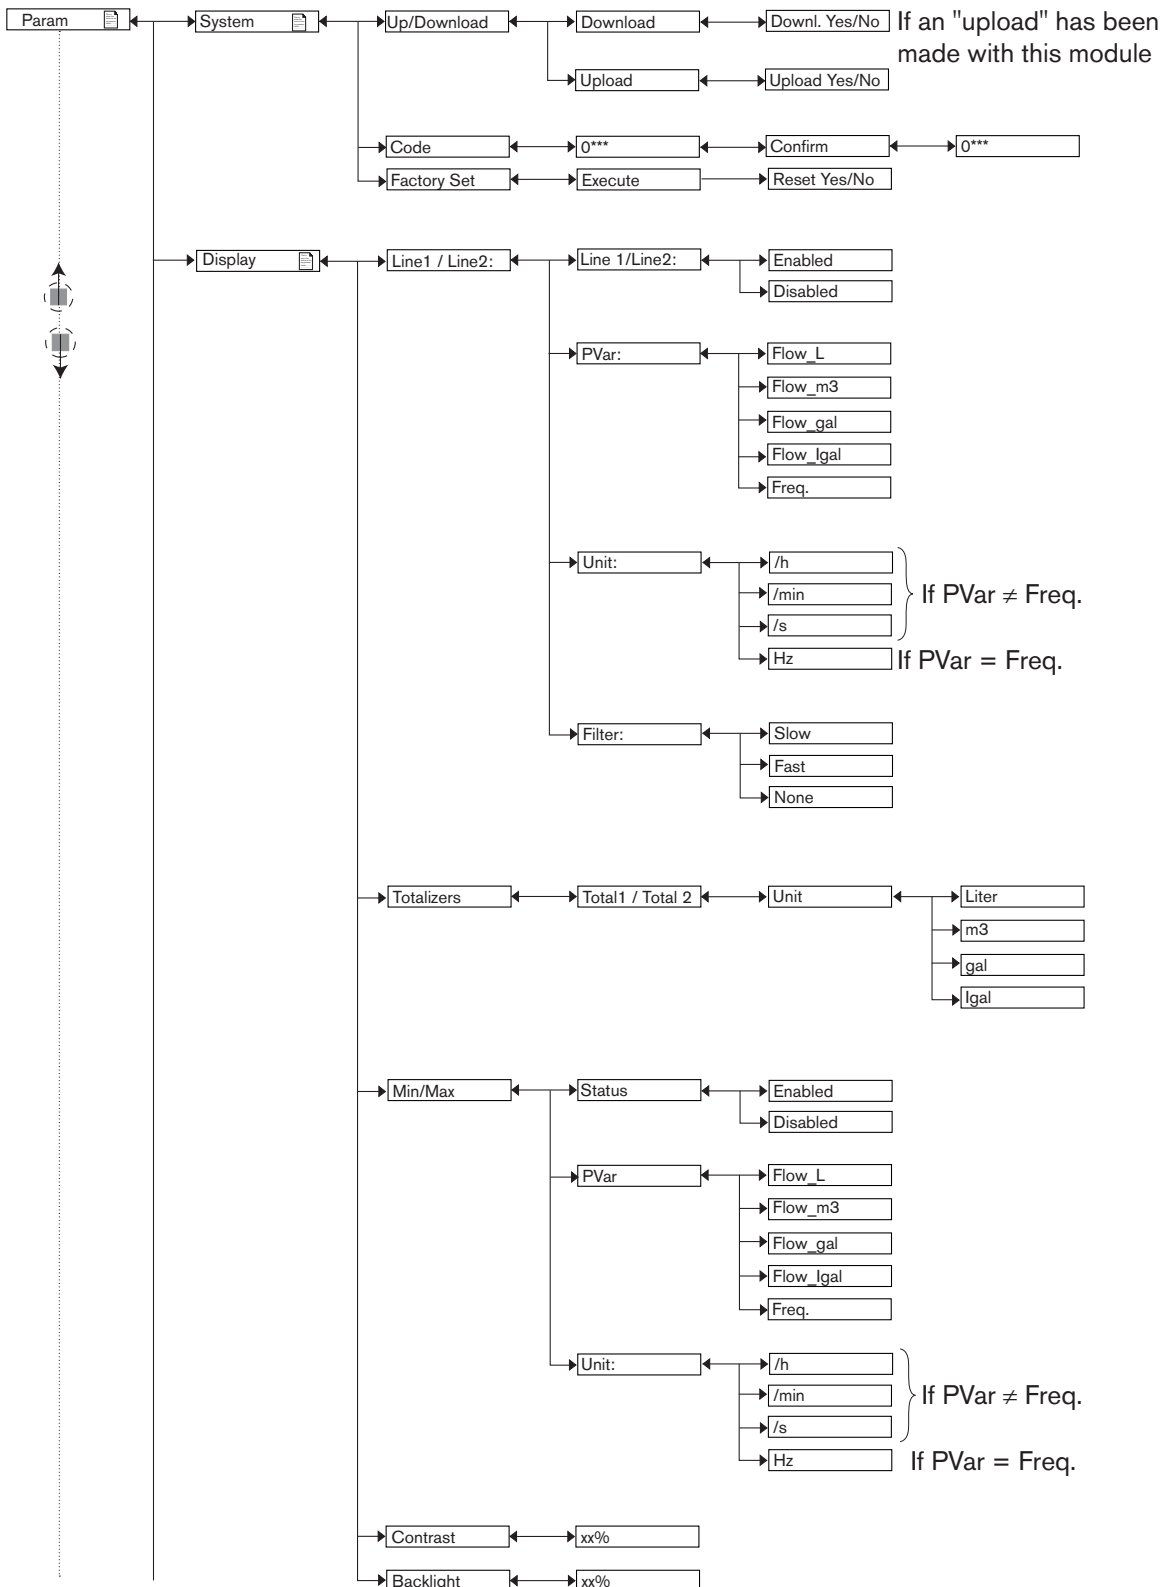 Param System Up/Download Download Downl. Yes/No If an "upload" has been
made with this module
Upload Upload Yes/No
Code 0*** Confirm 0***
Factory Set Execute Reset Yes/No
Display Line1 / Line2: Line 1/Line2: Enabled
Disabled
PVar: Flow_L
Flow_m3
Flow_gal
Flow_Igal
Freq.
Unit: /h
/min If PVar ≠ Freq.
/s
Hz If PVar = Freq.
Filter: Slow
Fast
None
Totalizers Total1 / Total 2 Unit Liter
m3
gal
Igal
Min/Max Status Enabled
Disabled
PVar Flow_L
Flow_m3
Flow_gal
Flow_Igal
Freq.
Unit: /h
/min If PVar ≠ Freq.
/s
Hz If PVar = Freq.
Contrast xx%
Backlight xx%